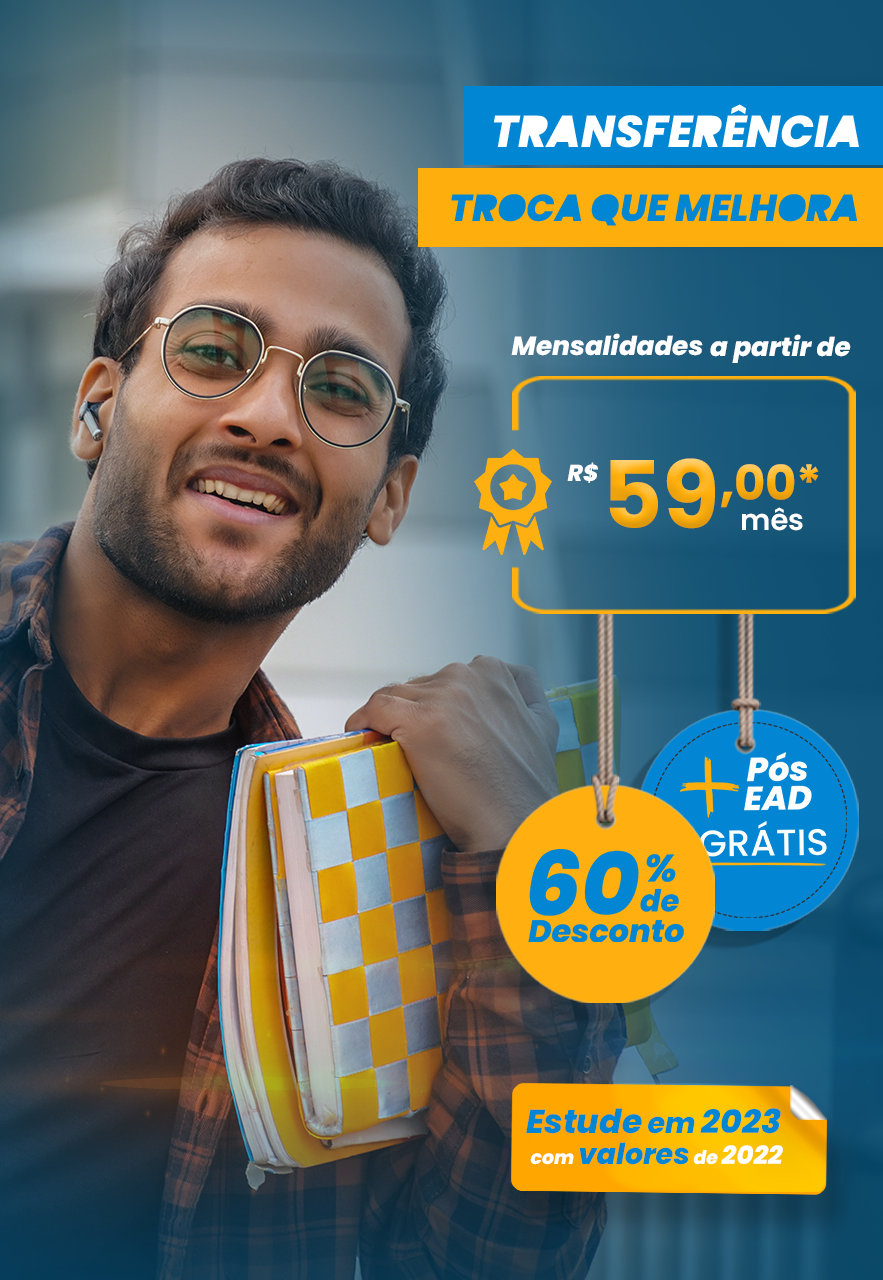 TRANSFERÊNCIA
TROCA QUE MELHORA
Mensalidades a partir de
R$ 59,00*
mês
+ Pós
EAD
GRÁTIS
60%
de
Desconto
Estude em 2023
com valores de 2022